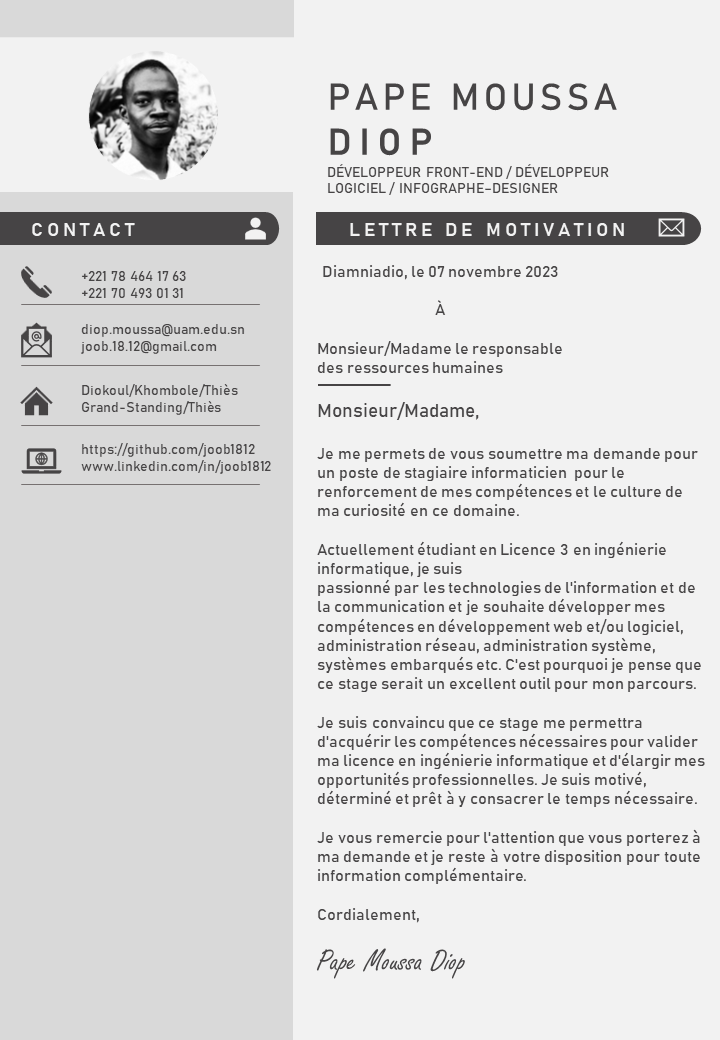 PAPE MOUSSA
DIOP
DÉVELOPPEUR FRONT-END / DÉVELOPPEUR
LOGICIEL / INFOGRAPHE-DESIGNER
CONTACT
+221 78 464 17 63
+221 70 493 01 31
diop.moussa@uam.edu.sn
joob.18.12@gmail.com
Diokoul/Khombole/Thiès
Grand-Standing/Thiès
https://github.com/joob1812
www.linkedin.com/in/joob1812
LETTRE DE MOTIVATION
Diamniadio, le 07 novembre 2023
À
Monsieur/Madame le responsable
des ressources humaines
Monsieur/Madame,
Je me permets de vous soumettre ma demande pour
un poste de stagiaire informaticien pour le
renforcement de mes compétences et le culture de
ma curiosité en ce domaine.
Actuellement étudiant en Licence 3 en ingénierie
informatique, je suis
passionné par les technologies de l'information et de
la communication et je souhaite développer mes
compétences en développement web et/ou logiciel,
administration réseau, administration système,
systèmes embarqués etc. C'est pourquoi je pense que
ce stage serait un excellent outil pour mon parcours.
Je suis convaincu que ce stage me permettra
d'acquérir les compétences nécessaires pour valider
ma licence en ingénierie informatique et d'élargir mes
opportunités professionnelles. Je suis motivé,
déterminé et prêt à y consacrer le temps nécessaire.
Je vous remercie pour l'attention que vous porterez à
ma demande et je reste à votre disposition pour toute
information complémentaire.
Cordialement,
Pape Moussa Diop